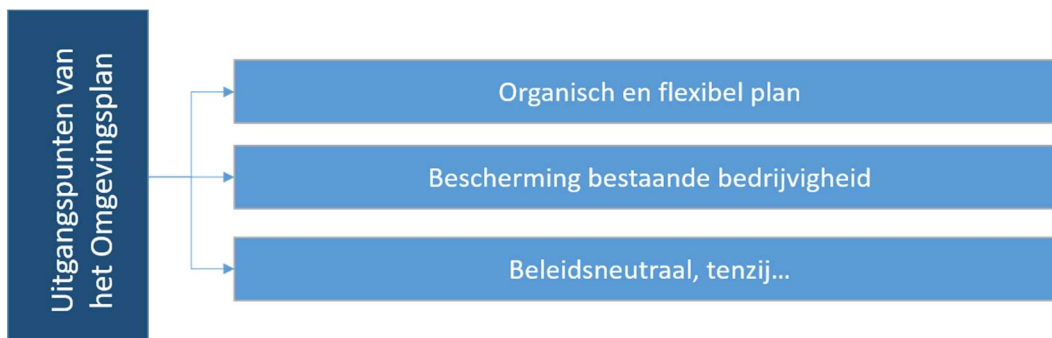 Uitgangspunten van
het Omgevingsplan
Organisch en flexibel plan
Bescherming bestaande bedrijvigheid
Beleidsneutraal, tenzij…